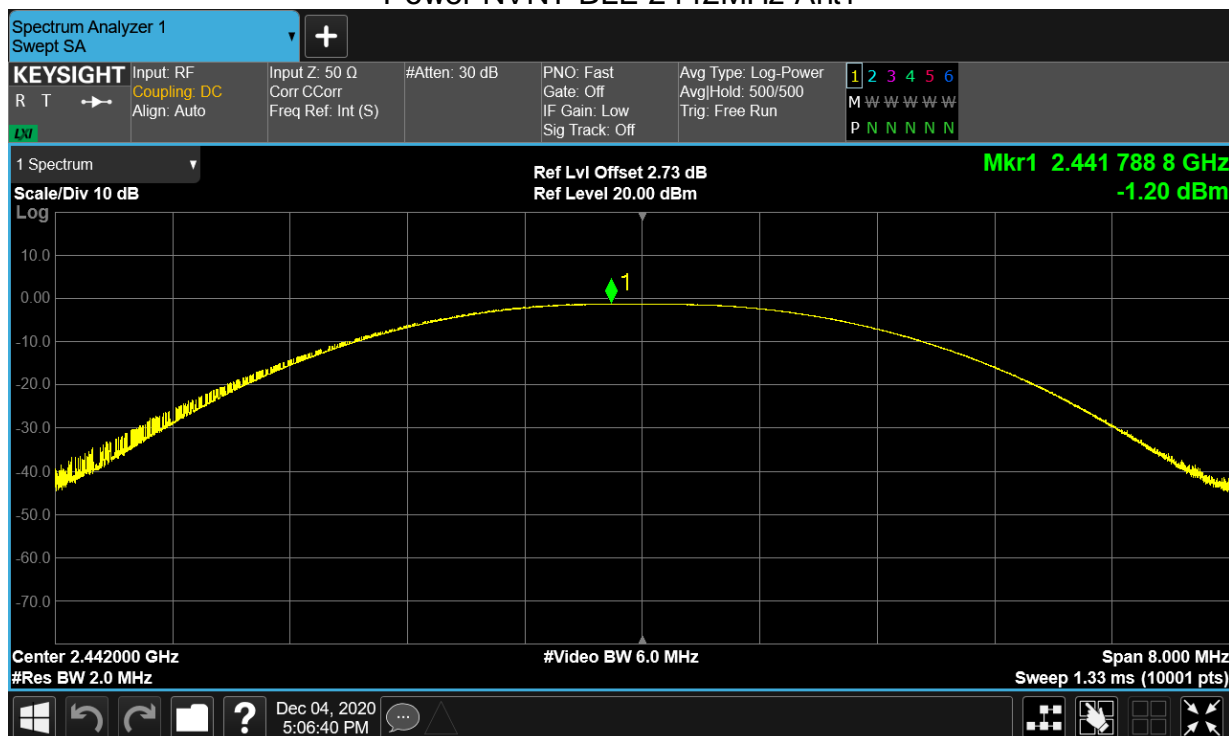 Spectrum Analyzer 1
Swept SA
KEYSIGHT
R T
LXI
Input: RF
Coupling: DC
Align: Auto
Input Z: 50 Ω
Corr CCorr
Freq Ref: Int (S)
#Atten: 30 dB
PNO: Fast
Gate: Off
IF Gain: Low
Sig Track: Off
Avg Type: Log-Power
Avg|Hold: 500/500
Trig: Free Run
1 2 3 4 5 6
M W W W W W
P N N N N N
1 Spectrum
Scale/Div 10 dB
Log
Ref Lvl Offset 2.73 dB
Ref Level 20.00 dBm
Mkr1 2.441 788 8 GHz
-1.20 dBm
1
10.0
0.00
-10.0
-20.0
-30.0
-40.0
-50.0
-60.0
-70.0
Center 2.442000 GHz
#Res BW 2.0 MHz
#Video BW 6.0 MHz
Span 8.000 MHz
Sweep 1.33 ms (10001 pts)
Dec 04, 2020
5:06:40 PM